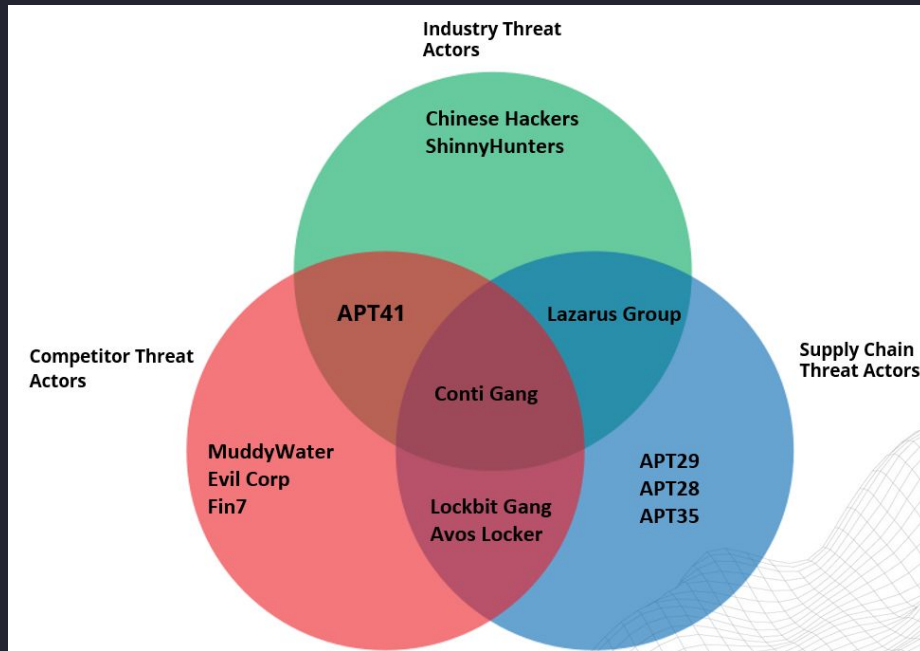 Industry Threat
Actors
Chinese Hackers
ShinnyHunters
APT41
Lazarus Group
Competitor Threat
Actors
Supply Chain
Threat Actors
Conti Gang
MuddyWater
Evil Corp
Fin7
APT29
APT28
APT35
Lockbit Gang
Avos Locker